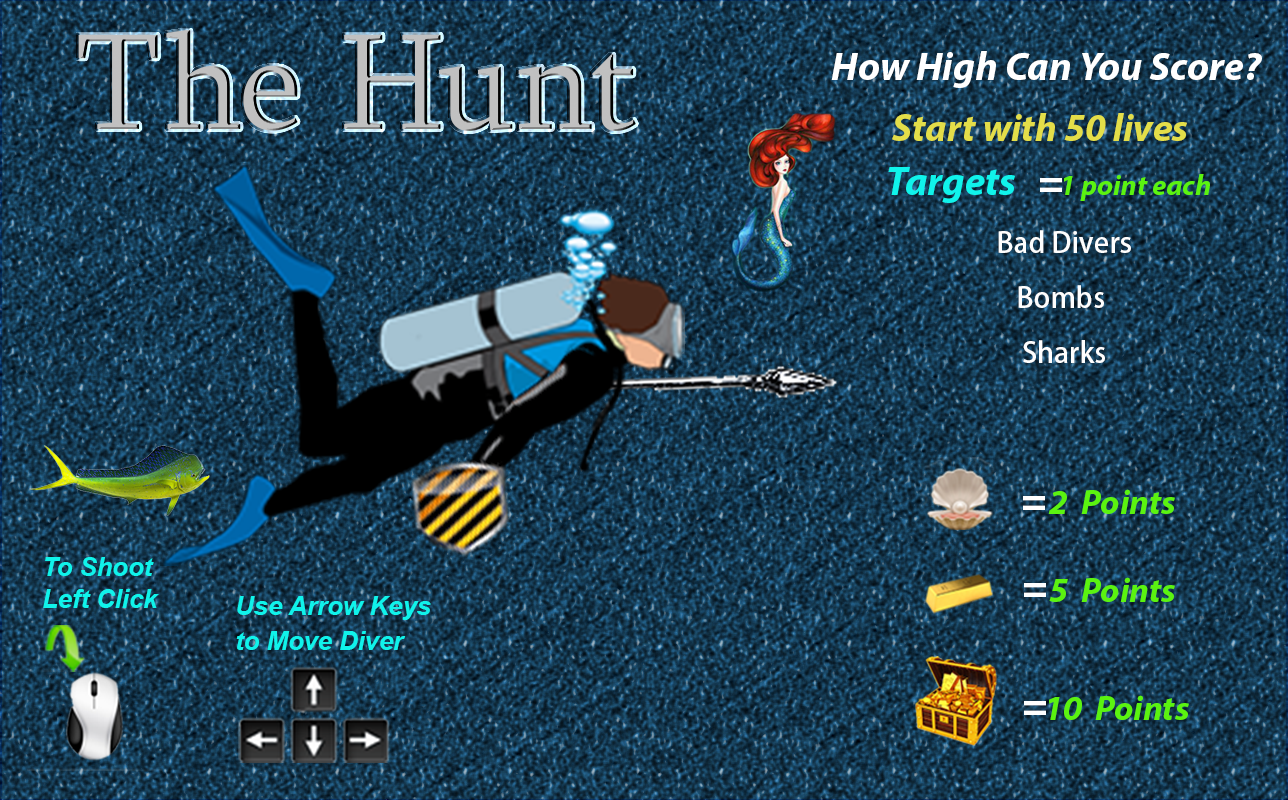 The Hunt
How High Can You Score?
Start with 50 lives
Targets =1 point each
Bad Divers
Bombs
Sharks
=2 Points
=5 Points
=10 Points
To Shoot
Left Click
Use Arrow Keys
to Move Diver